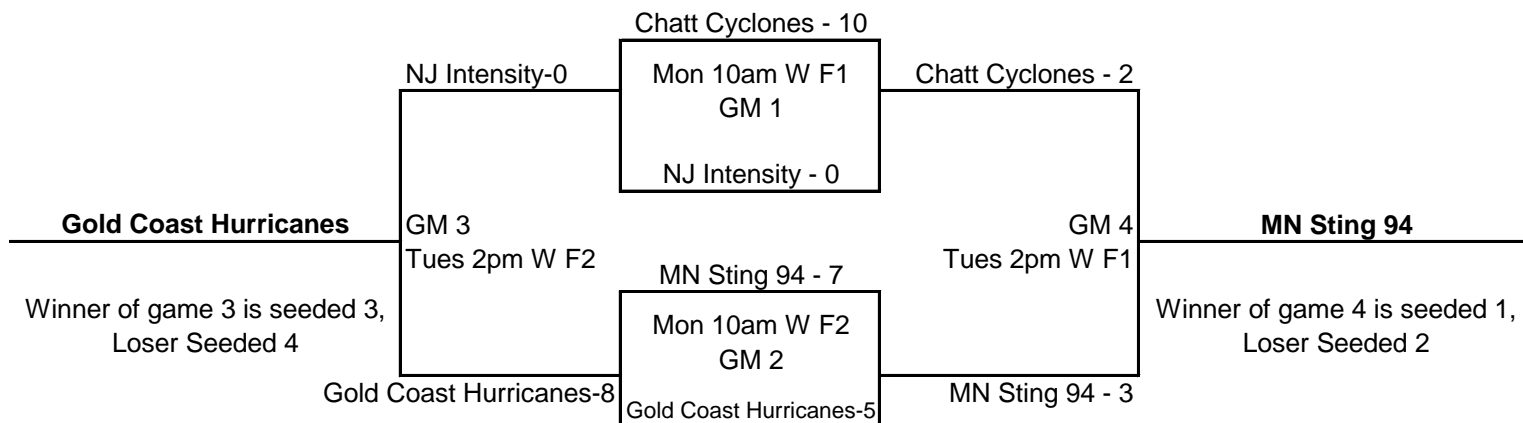 Chatt Cyclones - 10
NJ Intensity-0
Mon 10am W F1
Chatt Cyclones - 2
GM 1
NJ Intensity - 0
Gold Coast Hurricanes
GM 3
GM 4
MN Sting 94
Tues 2pm W F2
Tues 2pm W F1
MN Sting 94 - 7
Winner of game 3 is seeded 3,
Loser Seeded 4
Mon 10am W F2
Winner of game 4 is seeded 1,
Loser Seeded 2
GM 2
Gold Coast Hurricanes-8
Gold Coast Hurricanes-5
MN Sting 94 - 3